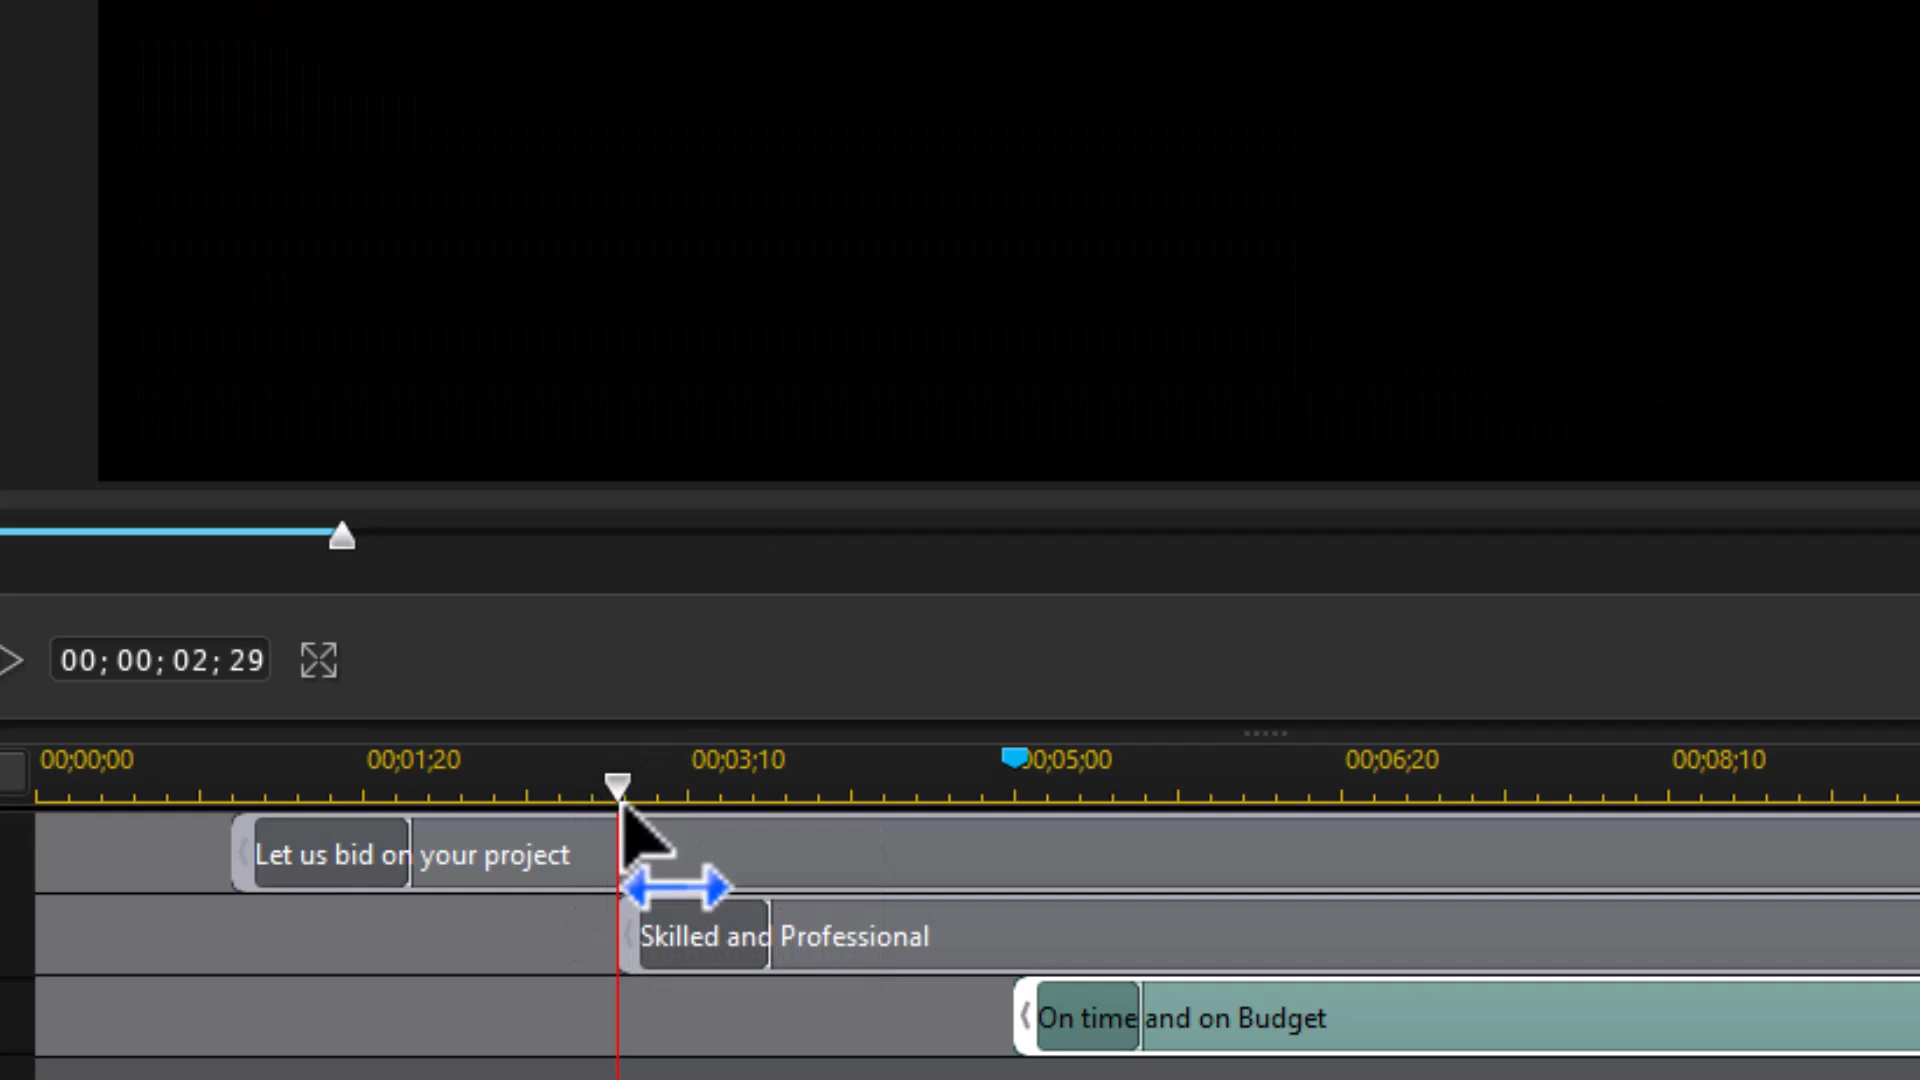 00;00;02;29
00;00;00 00;01;20 00;03;10 00;05;00 00;06;20 00;08;10
Let us bid on your project
Skilled and Professional
On time and on Budget